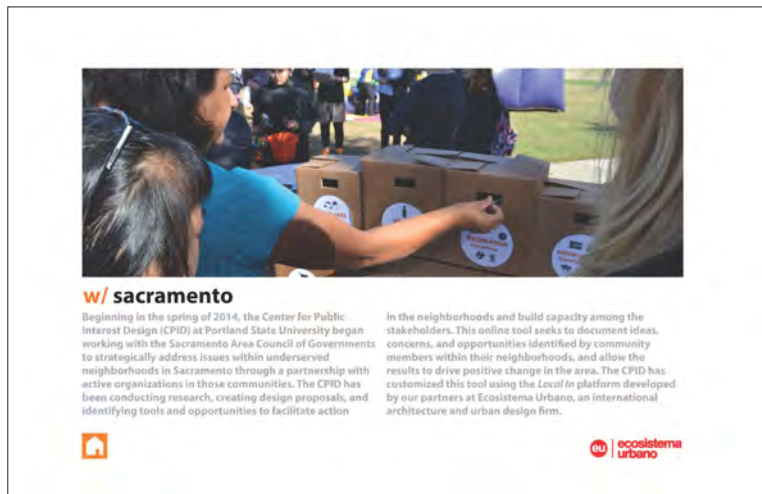 RECREATION
w/ sacramento
Beginning in the spring of 2014, the Center for Public
Interest Design (CPID) at Portland State University began
working with the Sacramento Area Council of Governments
to strategically address issues within underserved
neighborhoods in Sacramento through a partnership with
active organizations in those communities. The CPID has
been conducting research, creating design proposals, and
identifying tools and opportunities to facilitate action
in the neighborhoods and build capacity among the
stakeholders. This online tool seeks to document ideas,
concerns, and opportunities identified by community
members within their neighborhoods, and allow the
results to drive positive change in the area. The CPID has
customized this tool using the Local In platform developed
by our partners at Ecosistema Urbano, an international
architecture and urban design firm.
eu
ecosistema
urbano